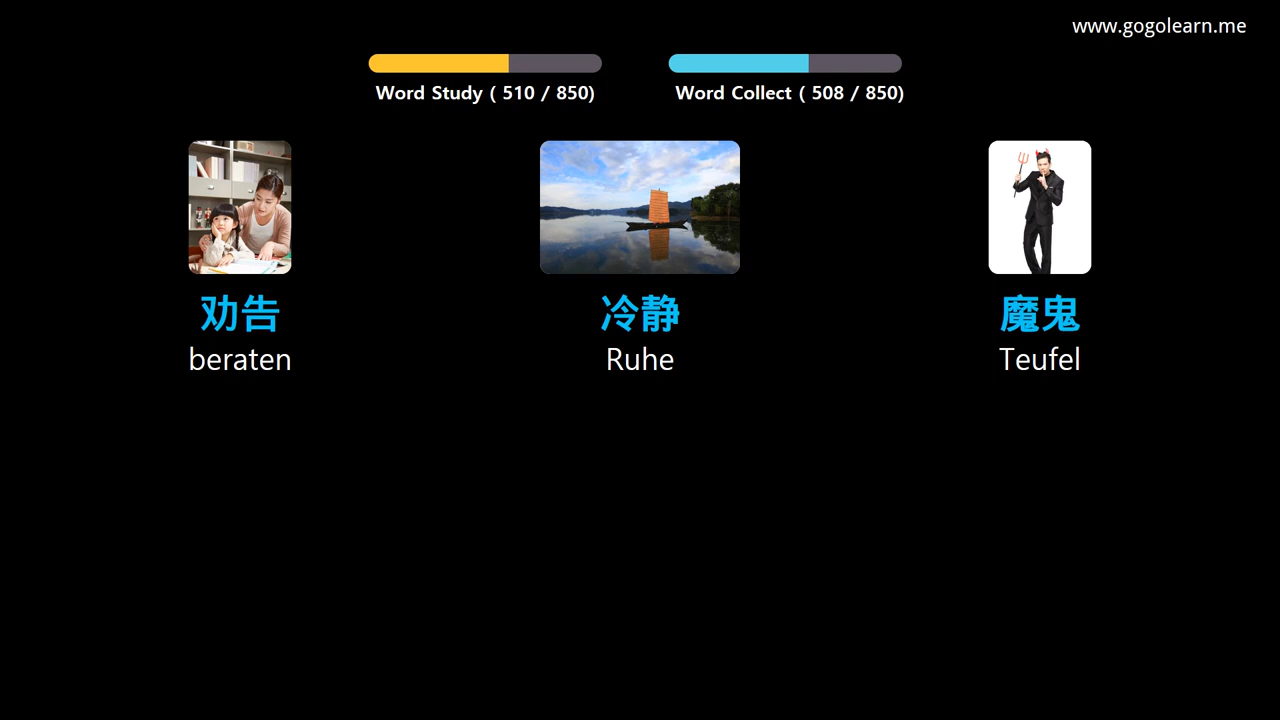 www.gogolearn.me
Word Study ( 510 / 850)
Word Collect ( 508 / 850)
劝告
beraten
冷静
Ruhe
魔鬼
Teufel